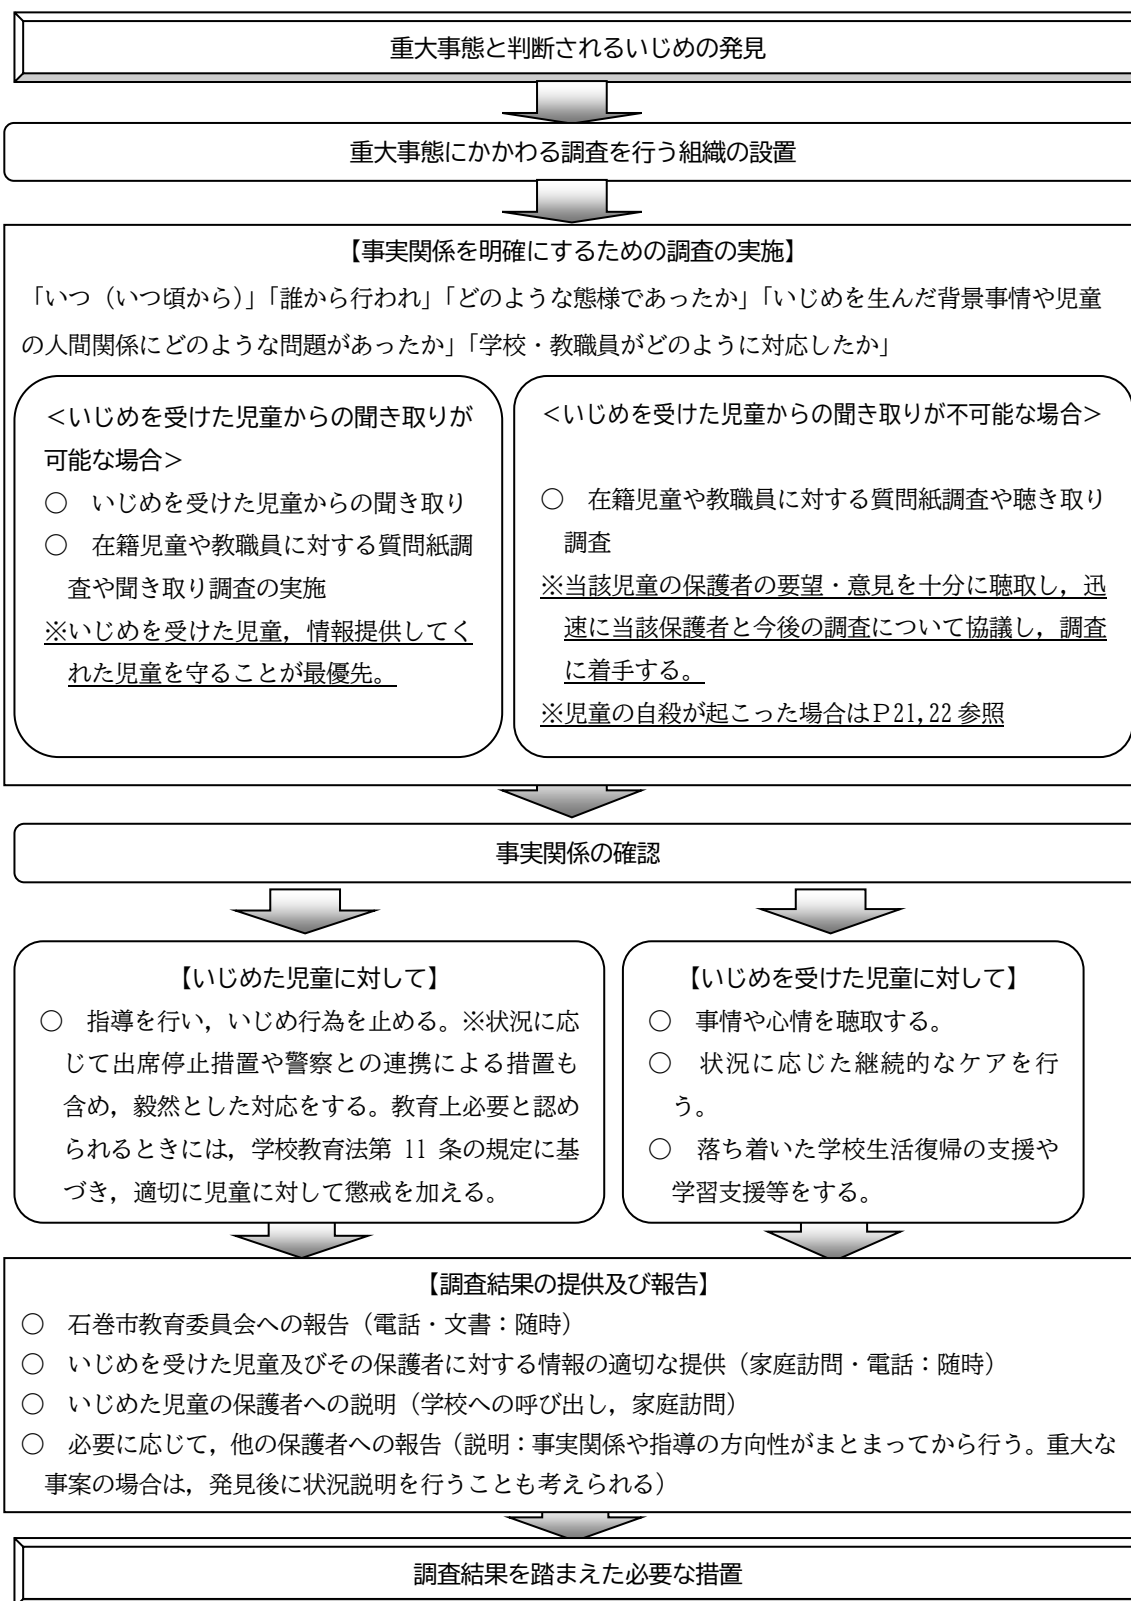 重大事態と判断されるいじめの発見
重大事態にかかわる調査を行う組織の設置
【事実関係を明確にするための調査の実施】
「いつ（いつ頃から）」「誰から行われ」「どのような態様であったか」「いじめを生んだ背景事情や児童
の人間関係にどのような問題があったか」「学校・教職員がどのように対応したか」
＜いじめを受けた児童からの聞き取りが
可能な場合＞
○　いじめを受けた児童からの聞き取り
○　在籍児童や教職員に対する質問紙調
査や聞き取り調査の実施
※いじめを受けた児童，情報提供してく
れた児童を守ることが最優先。
＜いじめを受けた児童からの聞き取りが不可能な場合＞
○　在籍児童や教職員に対する質問紙調査や聴き取り
調査
※当該児童の保護者の要望・意見を十分に聴取し，迅
速に当該保護者と今後の調査について協議し，調査
に着手する。
※児童の自殺が起こった場合はＰ21,22 参照
事実関係の確認
【いじめた児童に対して】
○　指導を行い，いじめ行為を止める。※状況に応
じて出席停止措置や警察との連携による措置も
含め，毅然とした対応をする。教育上必要と認め
られるときには，学校教育法第 11 条の規定に基
づき，適切に児童に対して懲戒を加える。
【いじめを受けた児童に対して】
○　事情や心情を聴取する。
○　状況に応じた継続的なケアを行
う。
○　落ち着いた学校生活復帰の支援や
学習支援等をする。
【調査結果の提供及び報告】
○　石巻市教育委員会への報告（電話・文書：随時）
○　いじめを受けた児童及びその保護者に対する情報の適切な提供（家庭訪問・電話：随時）
○　いじめた児童の保護者への説明（学校への呼び出し，家庭訪問）
○　必要に応じて，他の保護者への報告（説明：事実関係や指導の方向性がまとまってから行う。重大な
事案の場合は，発見後に状況説明を行うことも考えられる）
調査結果を踏まえた必要な措置